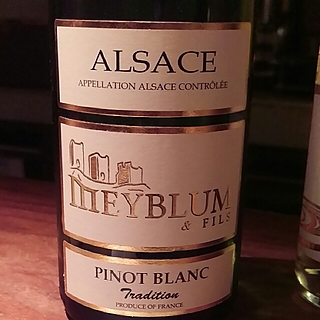 ALSACE
APPELLATION ALSACE CONTRÔLÉE
MEYBLUM
& FILS
PINOT BLANC
Tradition
PRODUCE OF FRANCE